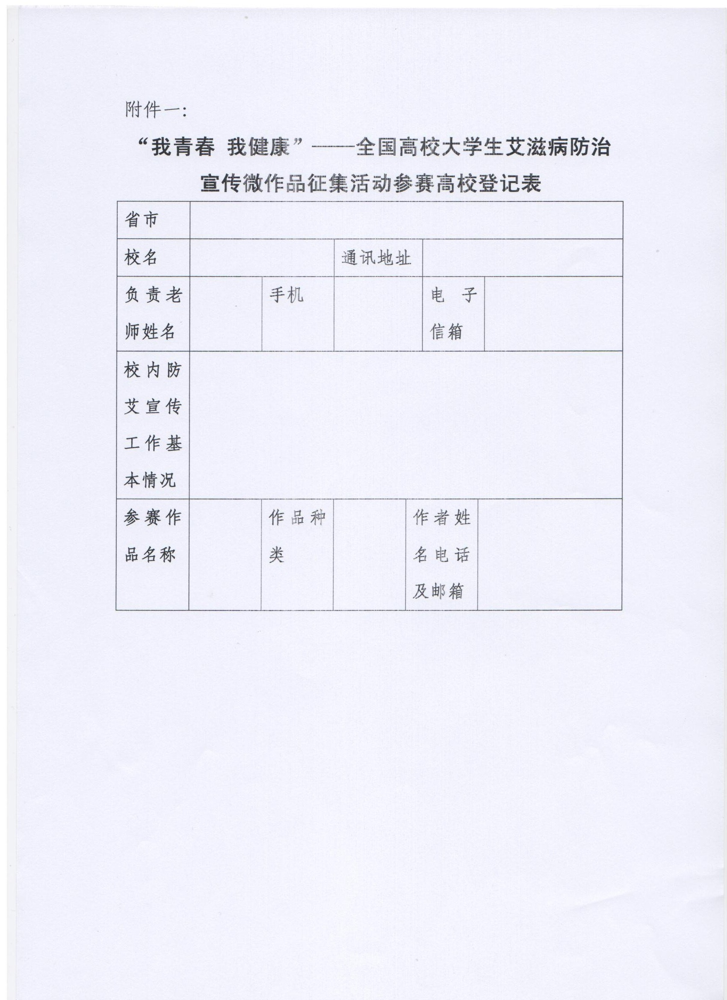 附件一：
“我青春 我健康”——全国高校大学生艾滋病防治
宣传微作品征集活动参赛高校登记表
省市
校名
通讯地址
负责老
师姓名
手机
电 子
信箱
校内防
艾宣传
工作基
本情况
参赛作
品名称
作品种
类
作者姓
名电话
及邮箱